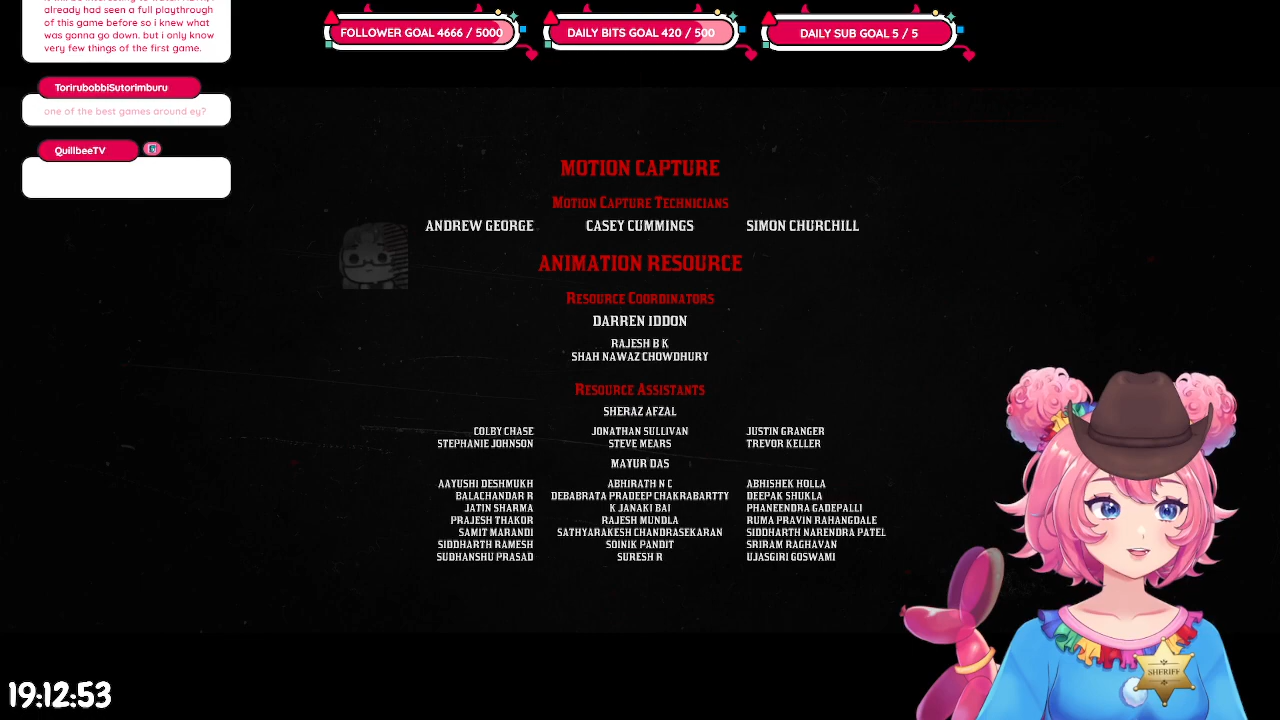 already had seen a full playthrough
of this game before so i knew what
was gonna go down. but i only know
very few things of the first game.
TorirubobbiSutorimburu
one of the best games around ey?
QuillbeeTV
FOLLOWER GOAL 4666 / 5000
DAILY BITS GOAL 420 / 500
DAILY SUB GOAL 5 / 5
MOTION CAPTURE
MOTION CAPTURE TECHNICIANS
ANDREW GEORGE CASEY CUMMINGS SIMON CHURCHILL
ANIMATION RESOURCE
RESOURCE COORDINATORS
DARREN IDDON
RAJESH B K
SHAH NAWAZ CHOWDHURY
RESOURCE ASSISTANTS
SHERAZ AFZAL
COLBY CHASE JONATHAN SULLIVAN JUSTIN GRANGER
STEPHANIE JOHNSON STEVE MEARS TREVOR KELLER
MAYUR DAS
AAYUSHI DESHMUKH ABHIRATH N C ABHISHEK HOLLA
BALACHANDAR R DEBABRATA PRADEEP CHAKRABARTTY DEEPAK SHUKLA
JATIN SHARMA K JANAKI BAI PHANEENDRA GADEPALLI
PRAJESH THAKOR RAJESH MUNDLA RUMA PRAVIN RAHANGDALE
SAMIT MARANDI SATHYARAKESH CHANDRASEKARAN SIDDHARTH NARENDRA PATEL
SIDDHARTH RAMESH SOINIK PANDIT SRIRAM RAGHAVAN
SUDHANSHU PRASAD SURESH R UJASGIRI GOSWAMI
SHERIFF
19:12:53